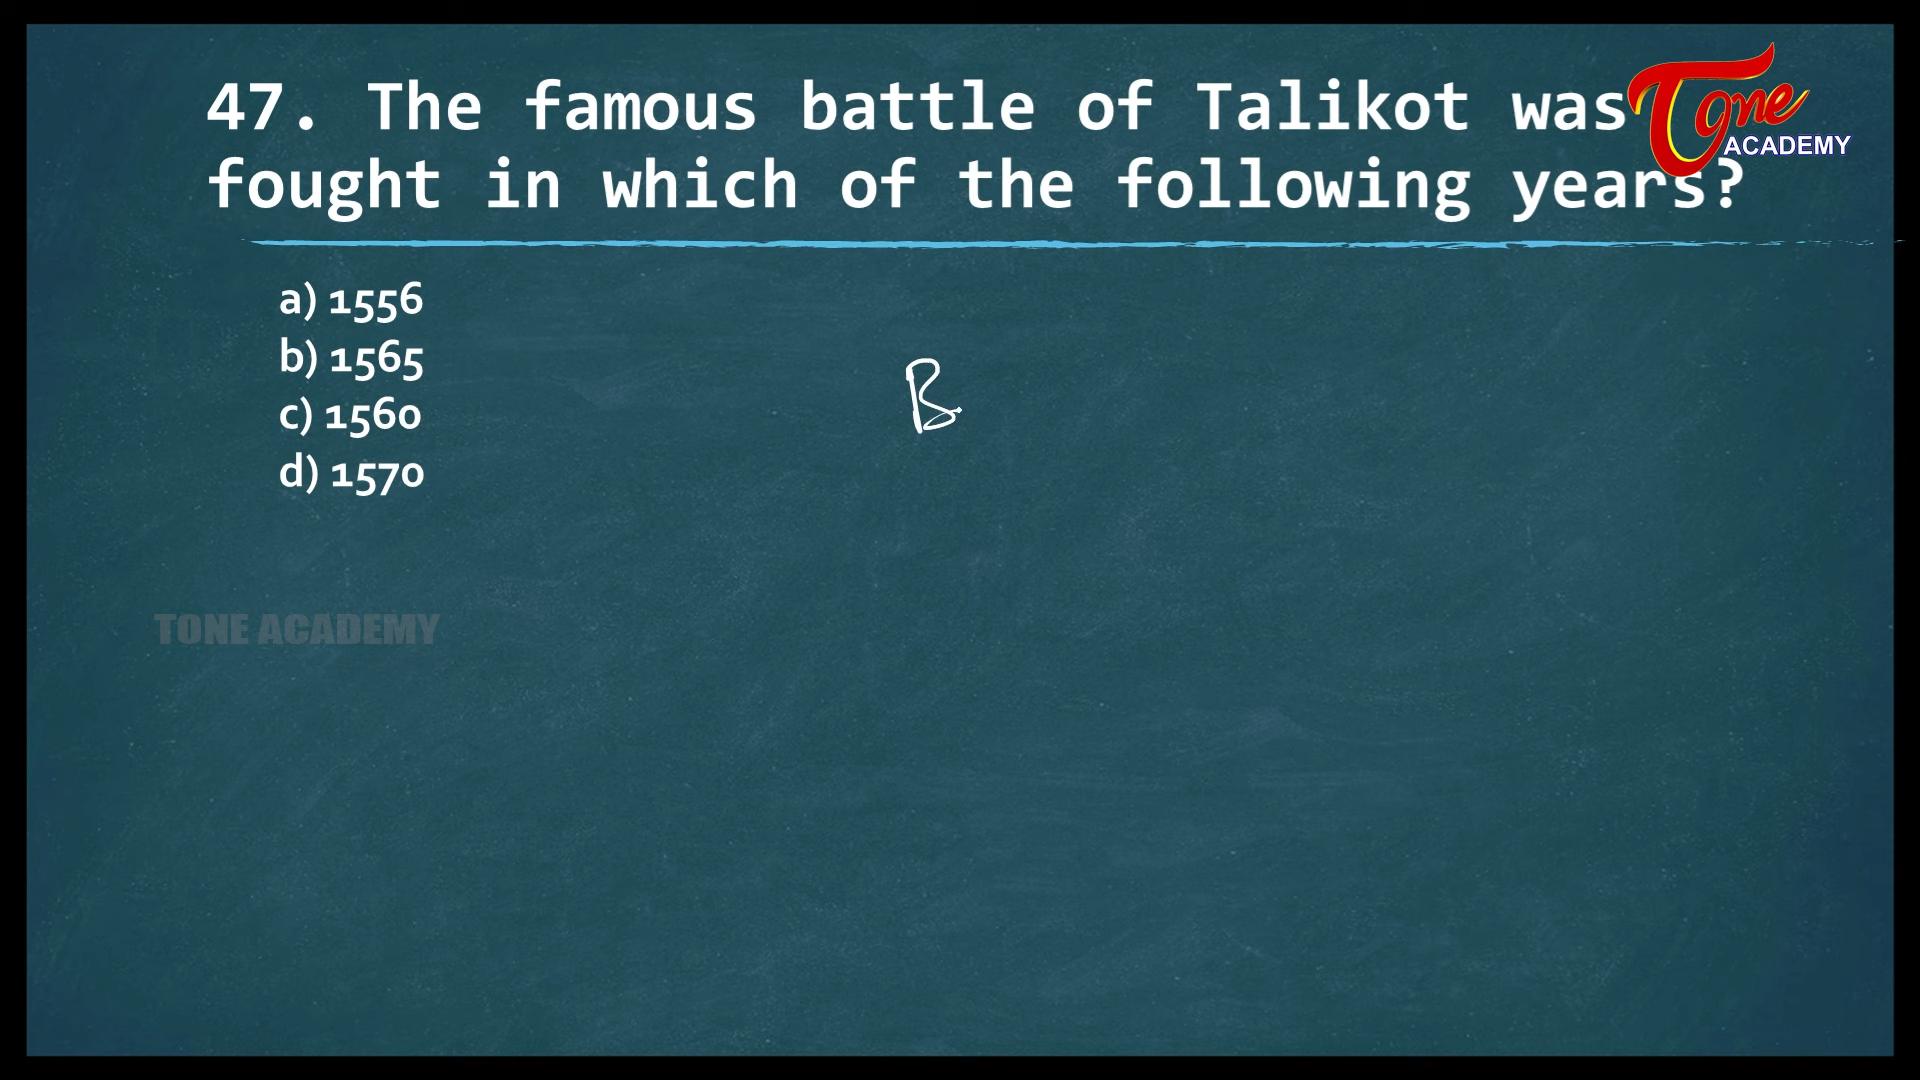 47. The famous battle of Talikot was
fought in which of the following years?
Tone
ACADEMY
a) 1556
b) 1565
c) 1560
d) 1570
B
TONE ACADEMY